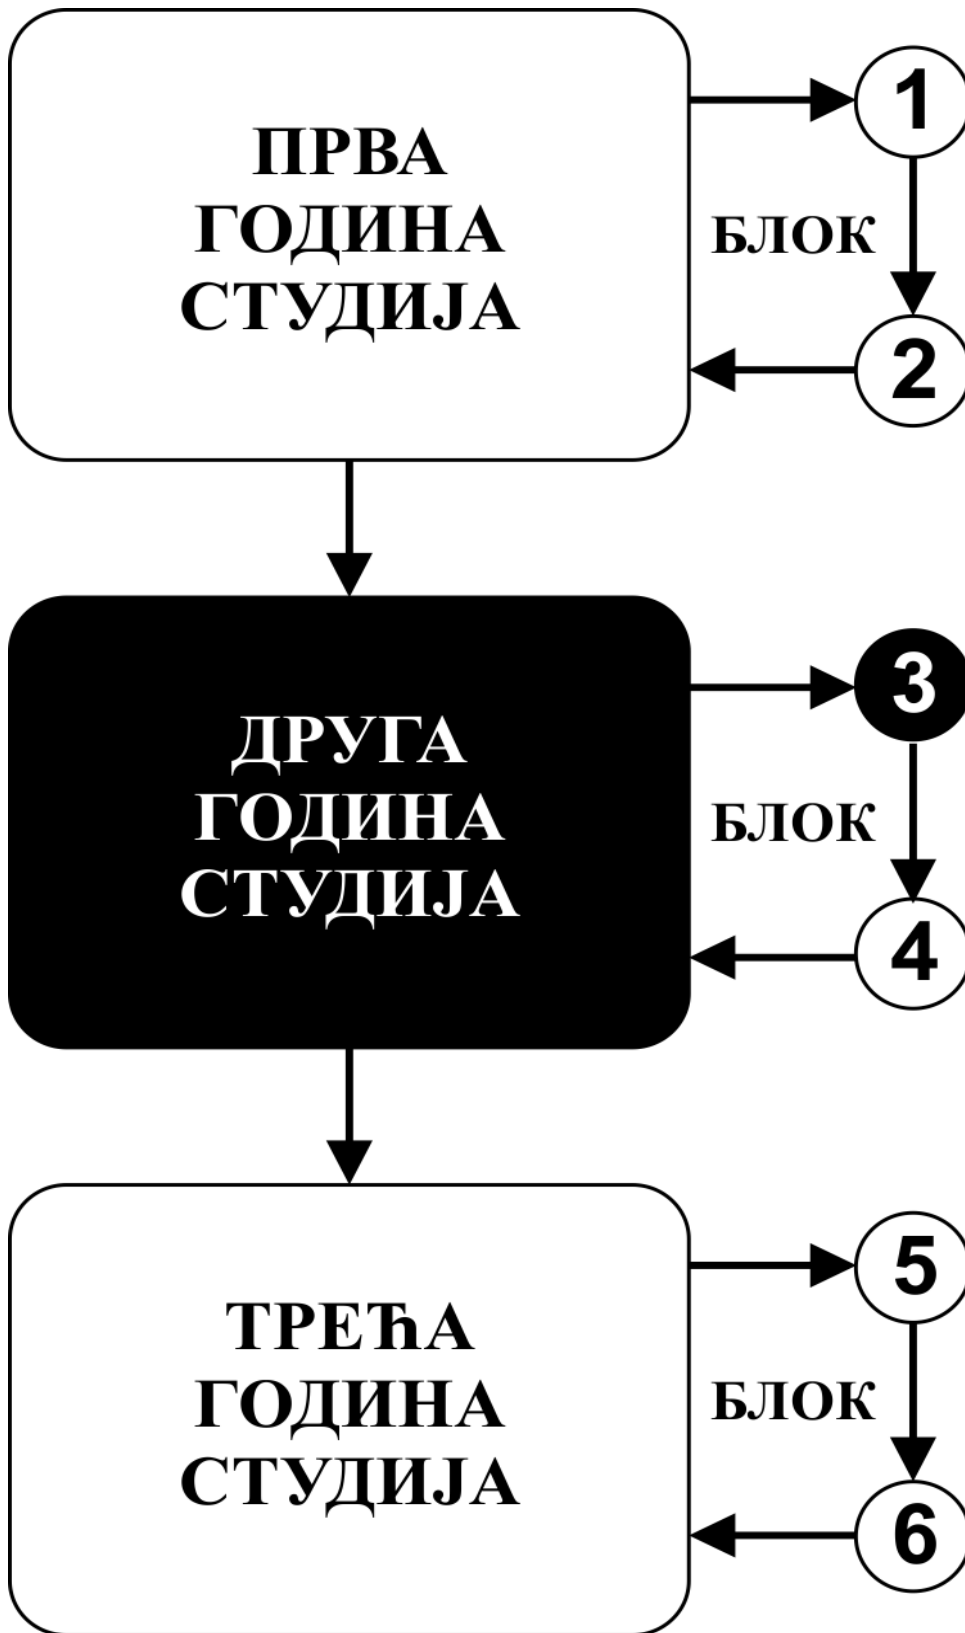 ПРВА
ГОДИНА
СТУДИЈА
1
БЛОК
2
ДРУГА
ГОДИНА
СТУДИЈА
3
БЛОК
4
ТРЕЋА
ГОДИНА
СТУДИЈА
5
БЛОК
6